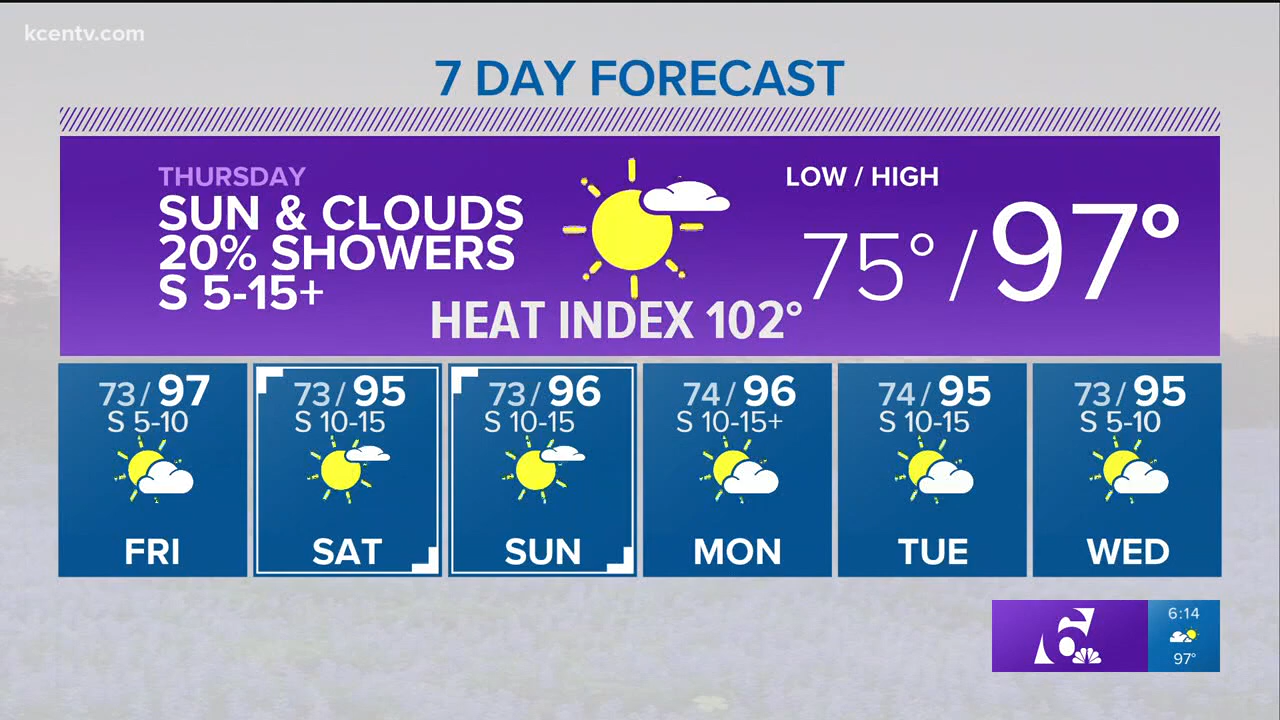 kcentv.com
7 DAY FORECAST
THURSDAY
SUN & CLOUDS
20% SHOWERS
S 5-15+
HEAT INDEX 102°
LOW / HIGH
75° / 97°
73 / 97
S 5-10
FRI
73 / 95
S 10-15
SAT
73 / 96
S 10-15
SUN
74 / 96
S 10-15+
MON
74 / 95
S 10-15
TUE
73 / 95
S 5-10
WED
6
6:14
97°